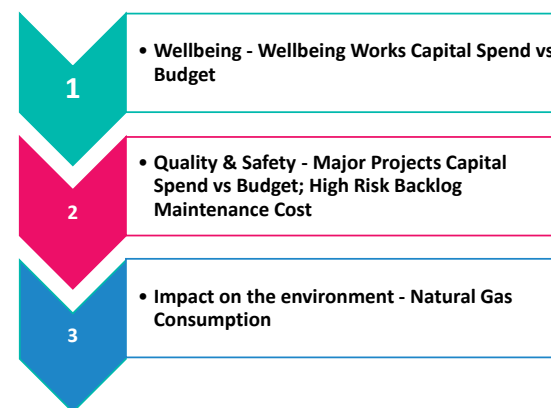 1
• Wellbeing - Wellbeing Works Capital Spend vs
Budget
2
• Quality & Safety - Major Projects Capital
Spend vs Budget; High Risk Backlog
Maintenance Cost
3
• Impact on the environment - Natural Gas
Consumption